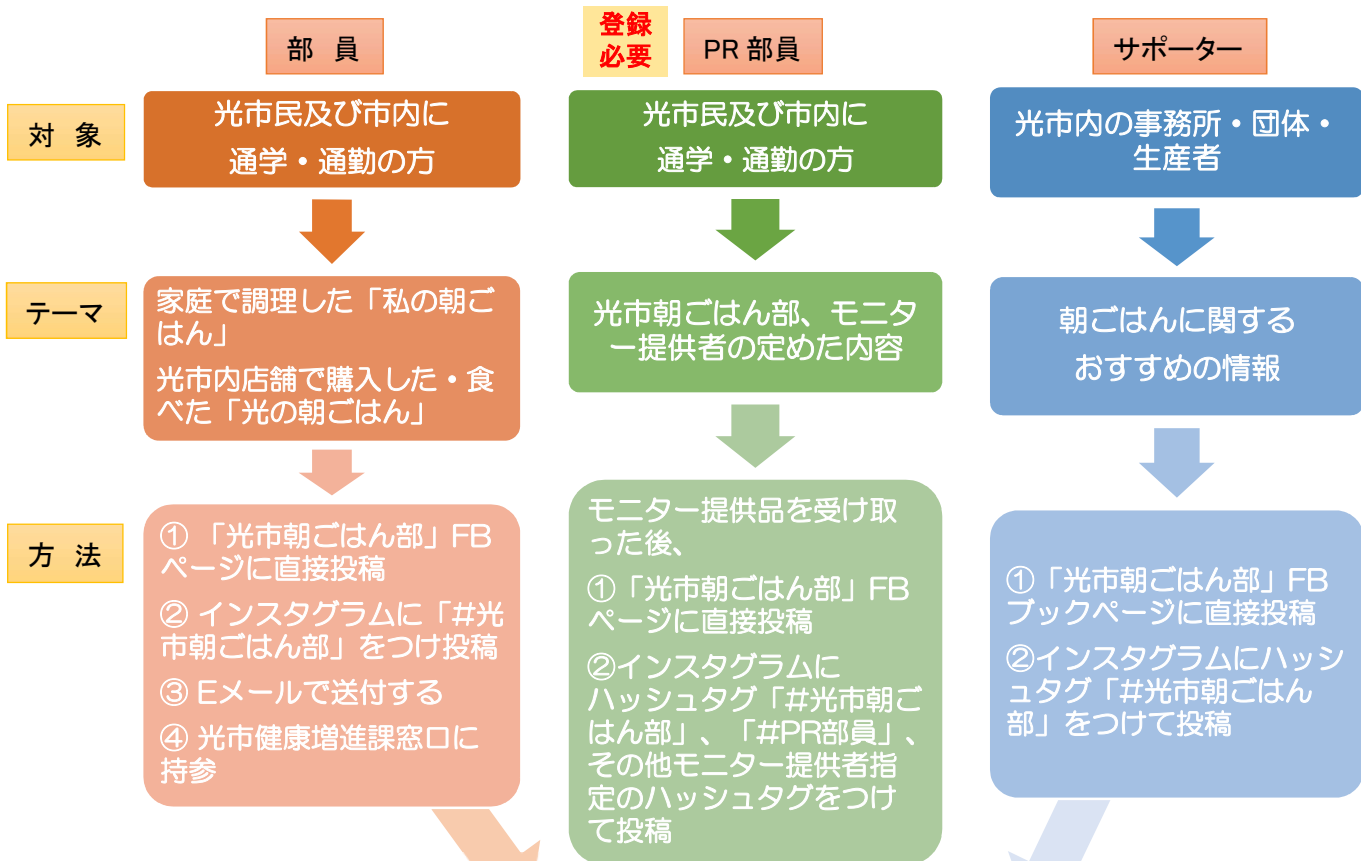 部 員
登録
必要
PR 部員
サポーター
対 象
光市民及び市内に
通学・通勤の方
光市民及び市内に
通学・通勤の方
光市内の事務所・団体・
生産者
テーマ
家庭で調理した「私の朝ご
はん」
光市内店舗で購入した・食
べた「光の朝ごはん」
光市朝ごはん部、モニタ
ー提供者の定めた内容
朝ごはんに関する
おすすめの情報
方 法
① 「光市朝ごはん部」FB
ページに直接投稿
② インスタグラムに「#光
市朝ごはん部」をつけ投稿
③ Eメールで送付する
④ 光市健康増進課窓口に
持参
モニター提供品を受け取
った後、
①「光市朝ごはん部」FB
ページに直接投稿
②インスタグラムに
ハッシュタグ「#光市朝ご
はん部」、「#PR部員」、
その他モニター提供者指
定のハッシュタグをつけ
て投稿
①「光市朝ごはん部」FB
ブックページに直接投稿
②インスタグラムにハッシ
ュタグ「#光市朝ごはん
部」をつけて投稿